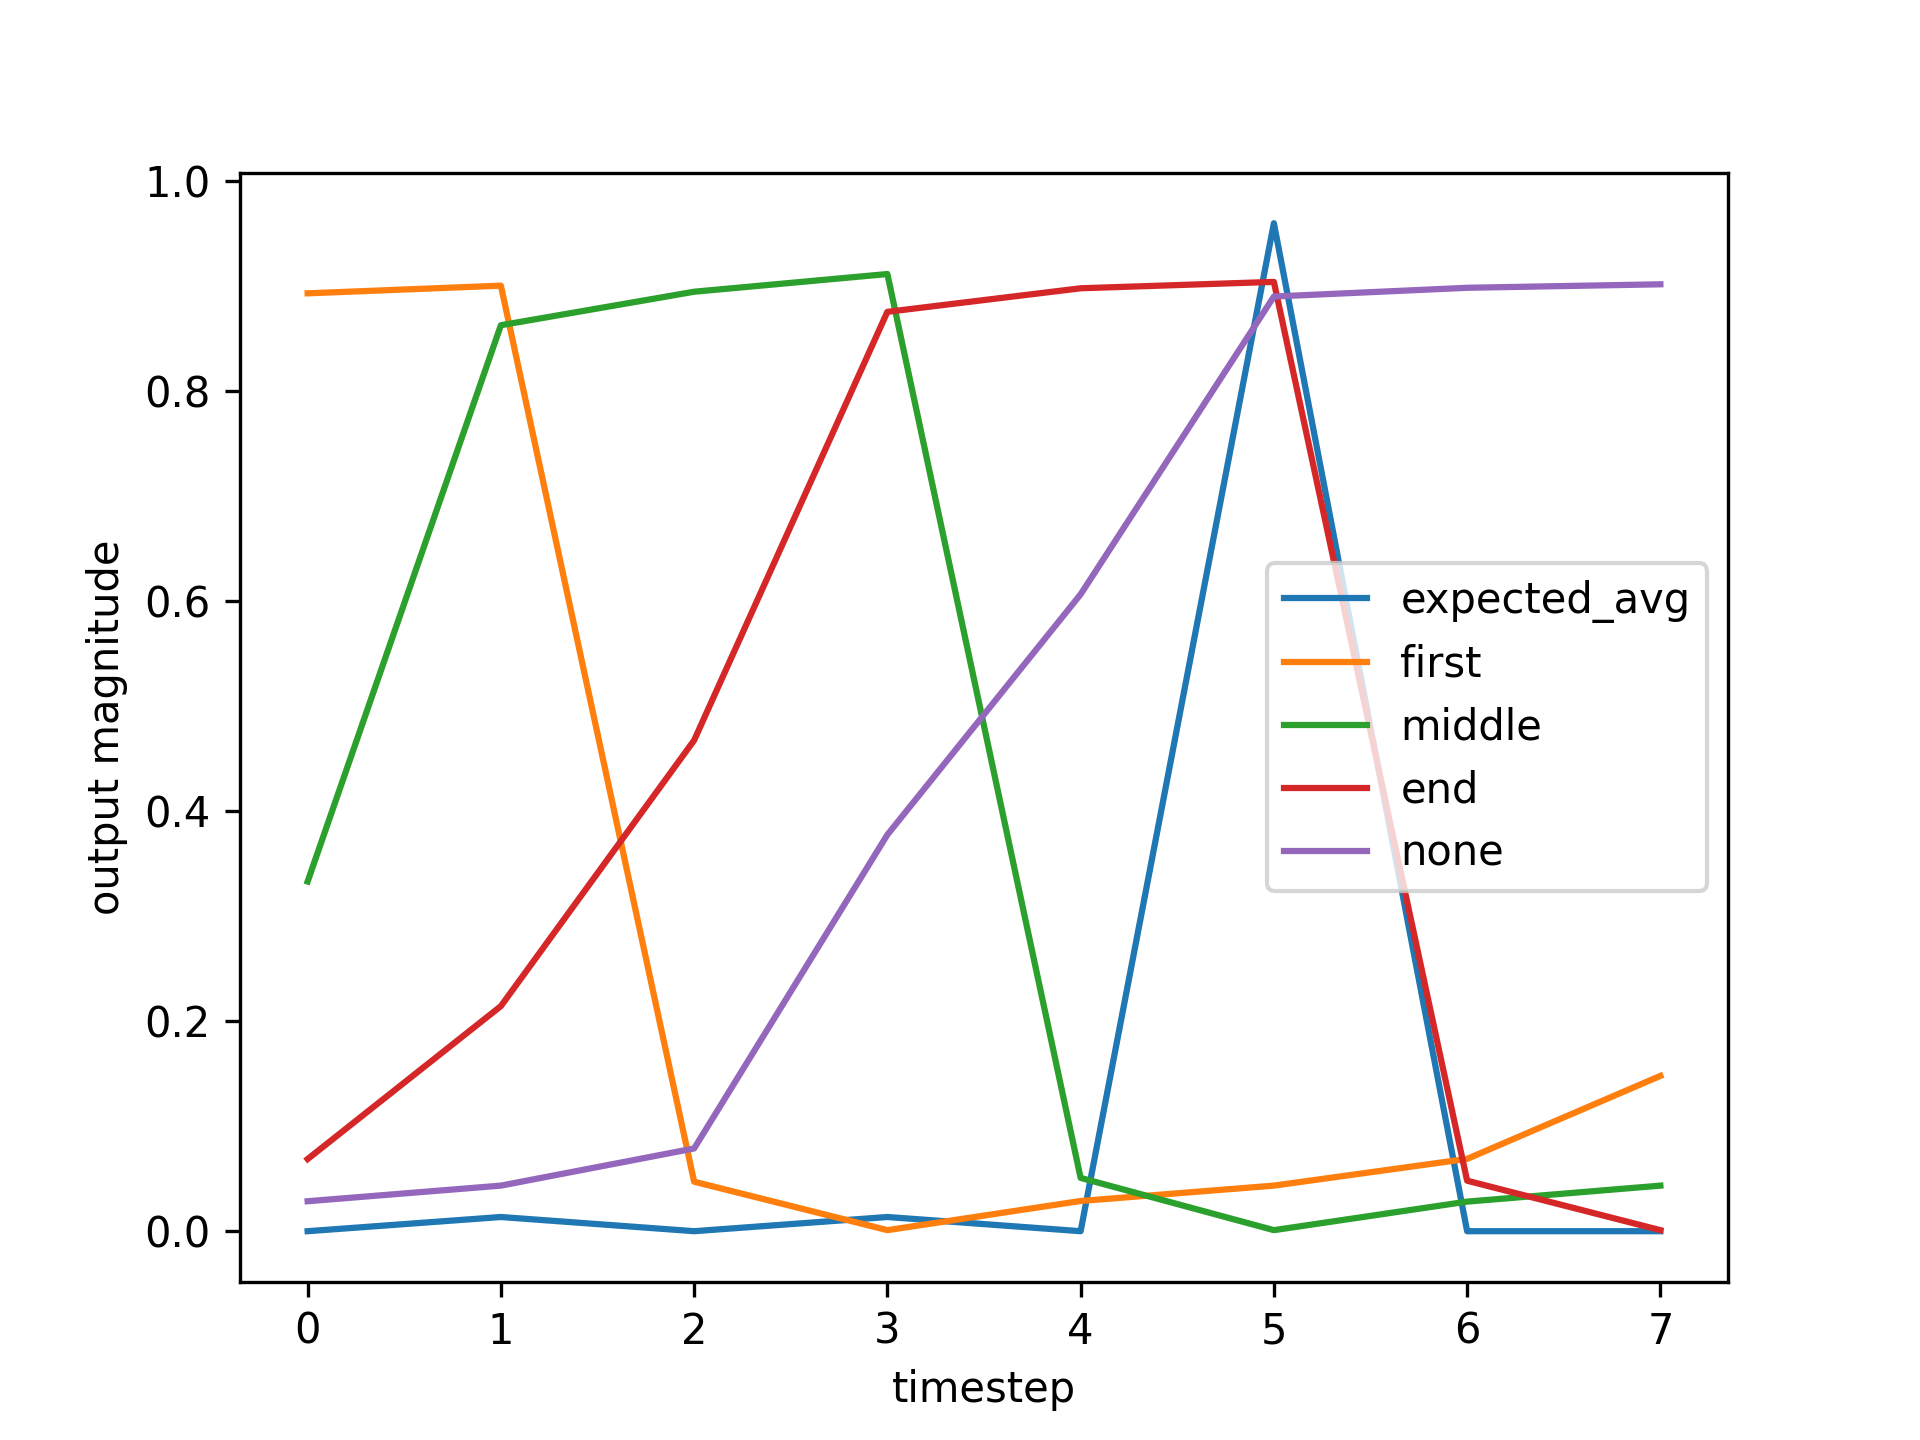 1.0
0.8
0.6
0.4
0.2
0.0
output magnitude
expected_avg
first
middle
end
none
0 1 2 3 4 5 6 7
timestep